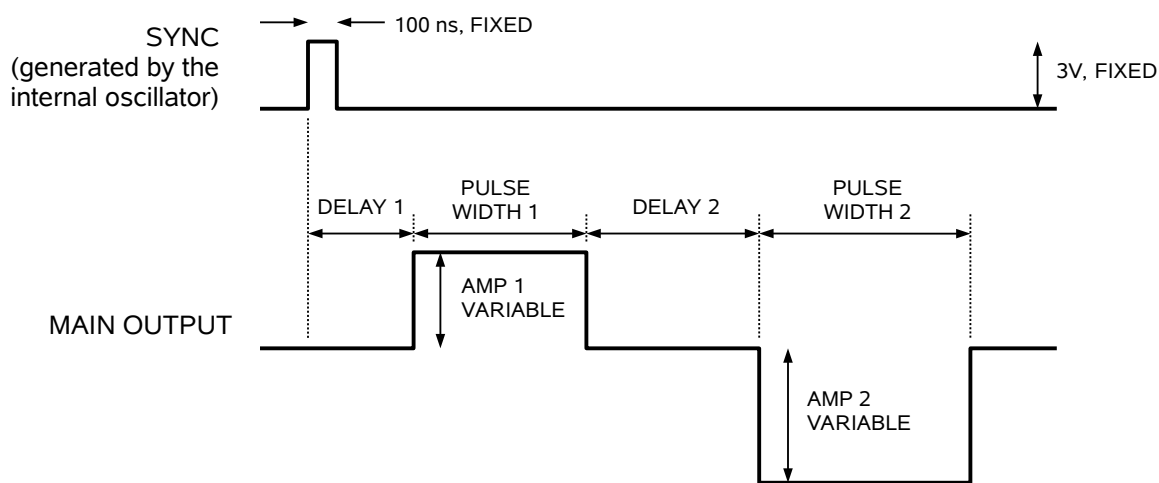 100 ns, FIXED
SYNC
(generated by the
internal oscillator)
3V, FIXED
DELAY 1
PULSE
WIDTH 1
DELAY 2
PULSE
WIDTH 2
AMP 1
VARIABLE
MAIN OUTPUT
AMP 2
VARIABLE